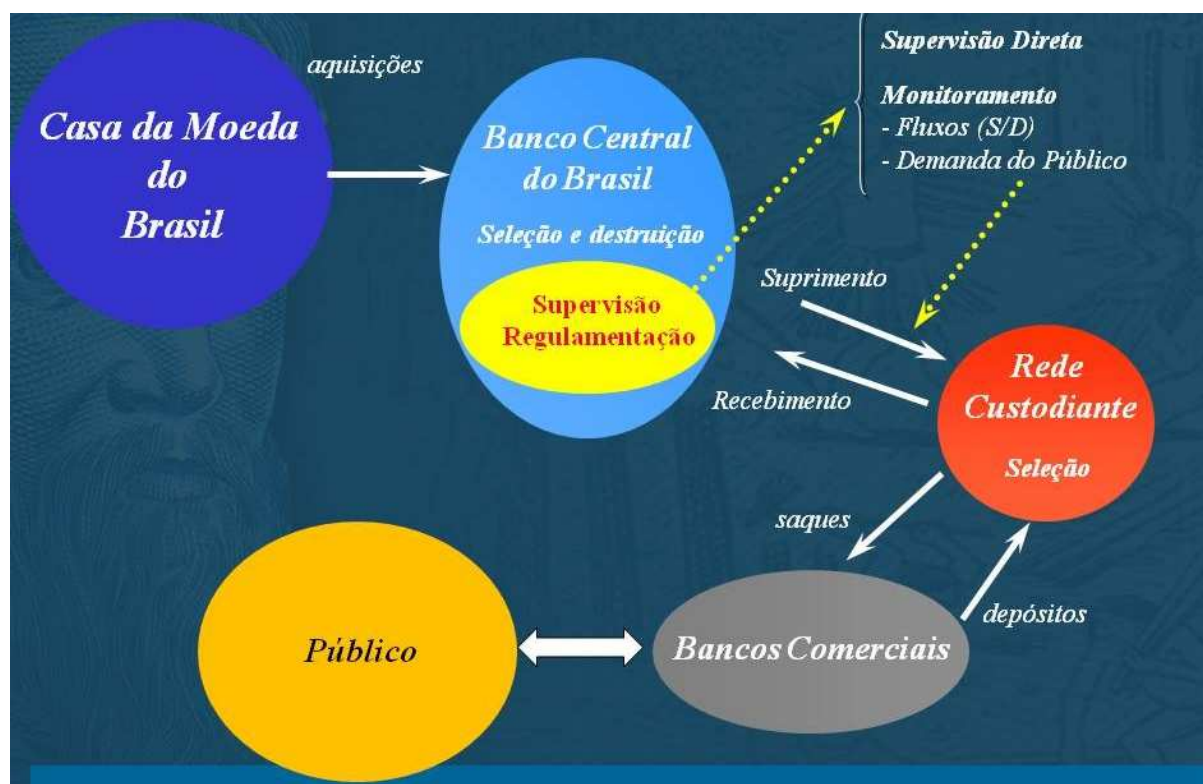 aquisições
Casa da Moeda
do
Brasil
Banco Central
do Brasil
Seleção e destruição
Supervisão
Regulamentação
Supervisão Direta
Monitoramento
- Fluxos (S/D)
- Demanda do Público
Suprimento
Recebimento
Rede
Custodiante
Seleção
saques
depósitos
Bancos Comerciais
Público